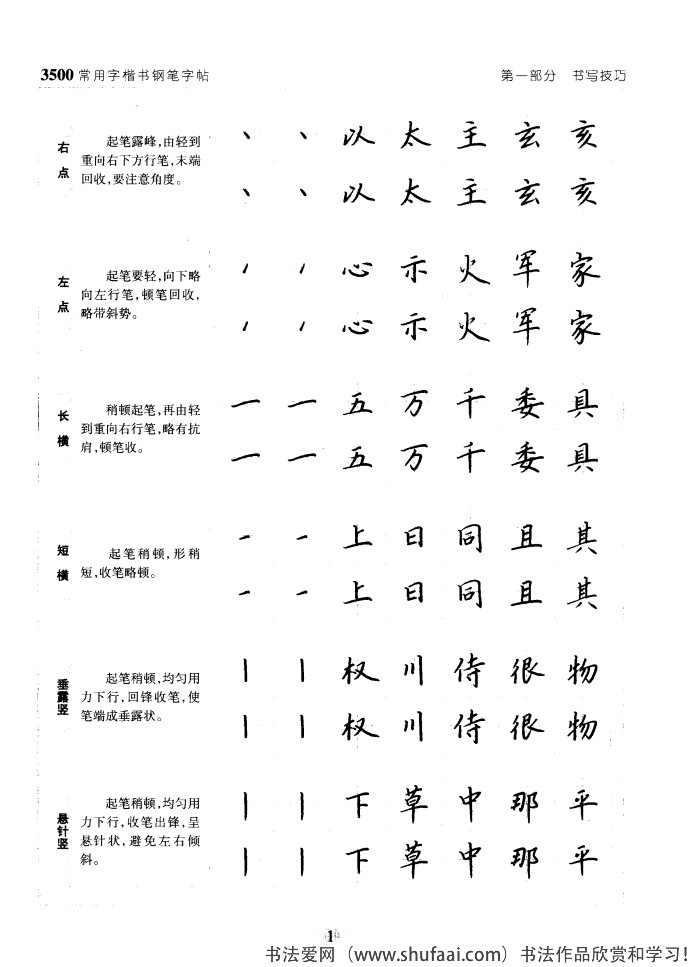 3500常用字楷书钢笔字帖
第一部分 书写技巧
右点
起笔露峰,由轻到
重向右下方行笔,末端
回收,要注意角度。
丶 丶 以 太 主 玄 亥
丶 丶 以 太 主 玄 亥
左点
起笔要轻,向下略
向左行笔,顿笔回收,
略带斜势。
心 示 火 军 家
心 示 火 军 家
长横
稍顿起笔,再由轻
到重向右行笔,略有抗
肩,顿笔收。
一 一 五 万 千 委 具
一 一 五 万 千 委 具
短横
起笔稍顿,形稍
短,收笔略顿。
一 一 上 日 同 且 其
一 一 上 日 同 且 其
垂露竖
起笔稍顿,均匀用
力下行,回锋收笔,使
笔端成垂露状。
丨 丨 权 川 侍 很 物
丨 丨 权 川 侍 很 物
悬针竖
起笔稍顿,均匀用
力下行,收笔出锋,呈
悬针状,避免左右倾
斜。
丨 丨 下 草 中 那 平
丨 丨 下 草 中 那 平
1
书法爱网（www.shufaai.com）书法作品欣赏和学习!